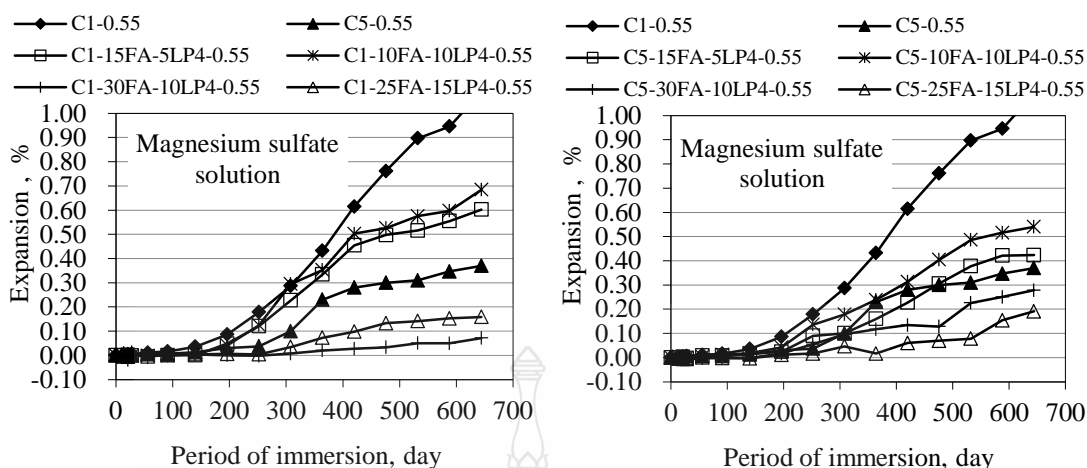 C1-0.55
C5-0.55
C1-15FA-5LP4-0.55
C1-10FA-10LP4-0.55
C1-30FA-10LP4-0.55
C1-25FA-15LP4-0.55
1.00
0.90
0.80
0.70
0.60
0.50
0.40
0.30
0.20
0.10
0.00
-0.10
Expansion , %
Magnesium sulfate
solution
0 100 200 300 400 500 600 700
Period of immersion, day
C1-0.55
C5-0.55
C5-15FA-5LP4-0.55
C5-10FA-10LP4-0.55
C5-30FA-10LP4-0.55
C5-25FA-15LP4-0.55
1.00
0.90
0.80
0.70
0.60
0.50
0.40
0.30
0.20
0.10
0.00
-0.10
Expansion , %
Magnesium sulfate
solution
0 100 200 300 400 500 600 700
Period of immersion, day